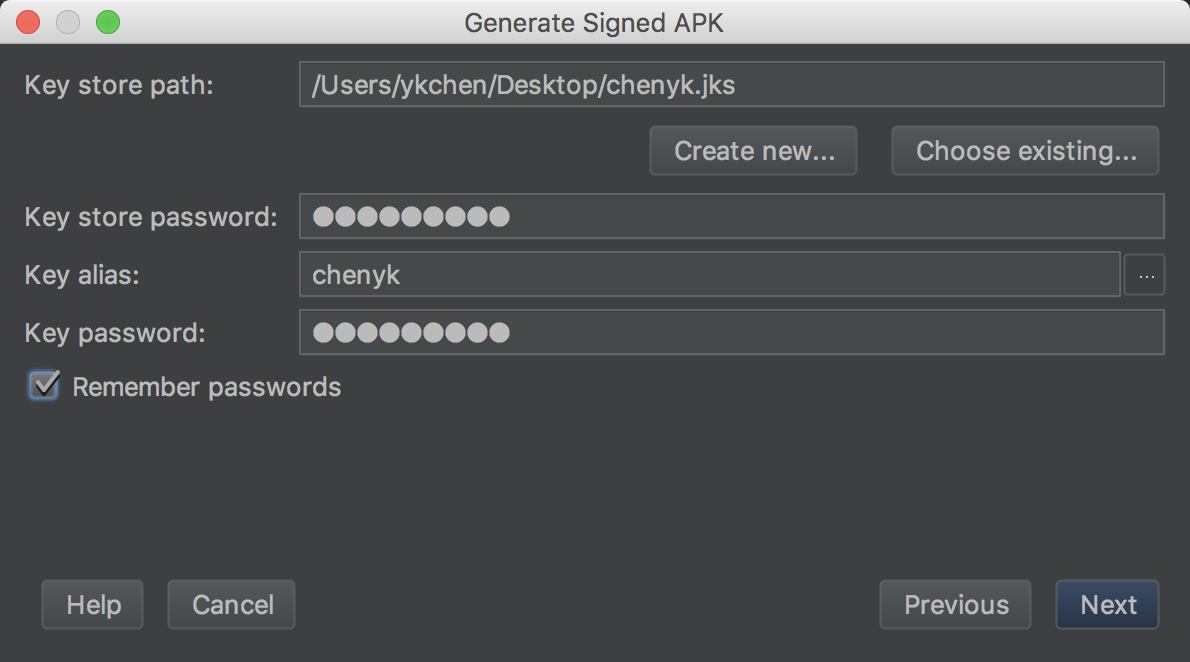 Generate Signed APK
Key store path: /Users/ykchen/Desktop/chenyk.jks
Create new... Choose existing...
Key store password: ●●●●●●●●●
Key alias: chenyk ...
Key password: ●●●●●●●●●
Remember passwords
Help Cancel Previous Next